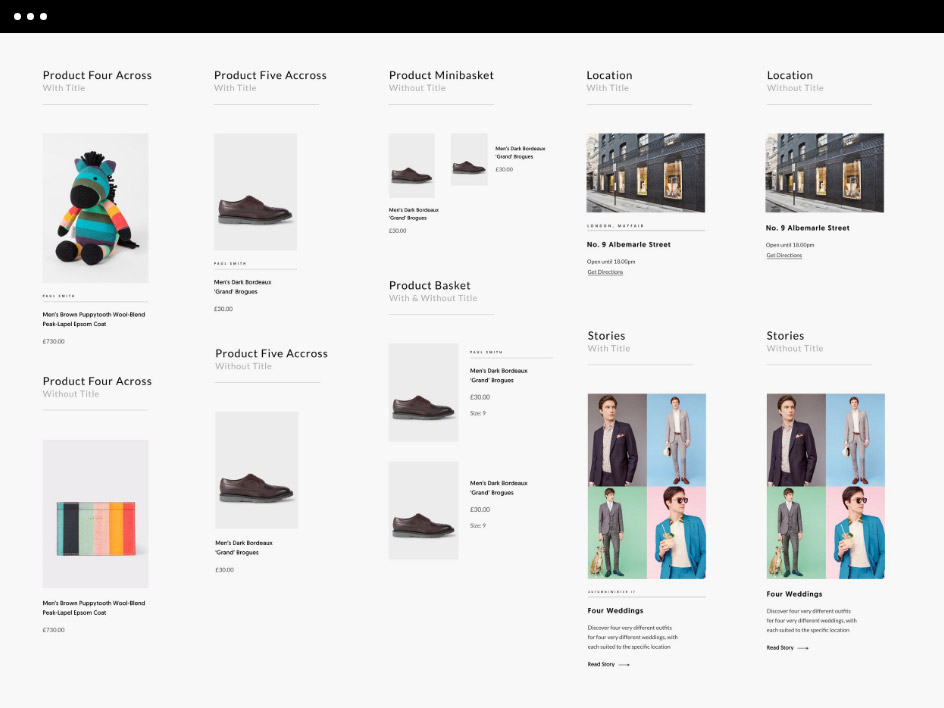 Product Four Across
With Title
PAUL SMITH
Men's Brown Puppytooth Wool-Blend
Peak-Lapel Epsom Coat
£730.00
Product Four Across
Without Title
Men's Brown Puppytooth Wool-Blend
Peak-Lapel Epsom Coat
£730.00
Product Five Accross
With Title
PAUL SMITH
Men's Dark Bordeaux
'Grand' Brogues
£30.00
Product Five Accross
Without Title
Men's Dark Bordeaux
'Grand' Brogues
£30.00
Product Minibasket
Without Title
Men's Dark Bordeaux
'Grand' Brogues
£30.00
Men's Dark Bordeaux
'Grand' Brogues
£30.00
Product Basket
With & Without Title
PAUL SMITH
Men's Dark Bordeaux
'Grand' Brogues
£30.00
Size: 9
Men's Dark Bordeaux
'Grand' Brogues
£30.00
Size: 9
Location
With Title
LONDON, MAYFAIR
No. 9 Albemarle Street
Open until 18.00pm
Get Directions
Stories
With Title
AUTUMN/WINTER 17
Four Weddings
Discover four very different outfits
for four very different weddings, with
each suited to the specific location
Read Story
Location
Without Title
No. 9 Albemarle Street
Open until 18.00pm
Get Directions
Stories
Without Title
Four Weddings
Discover four very different outfits
for four very different weddings, with
each suited to the specific location
Read Story